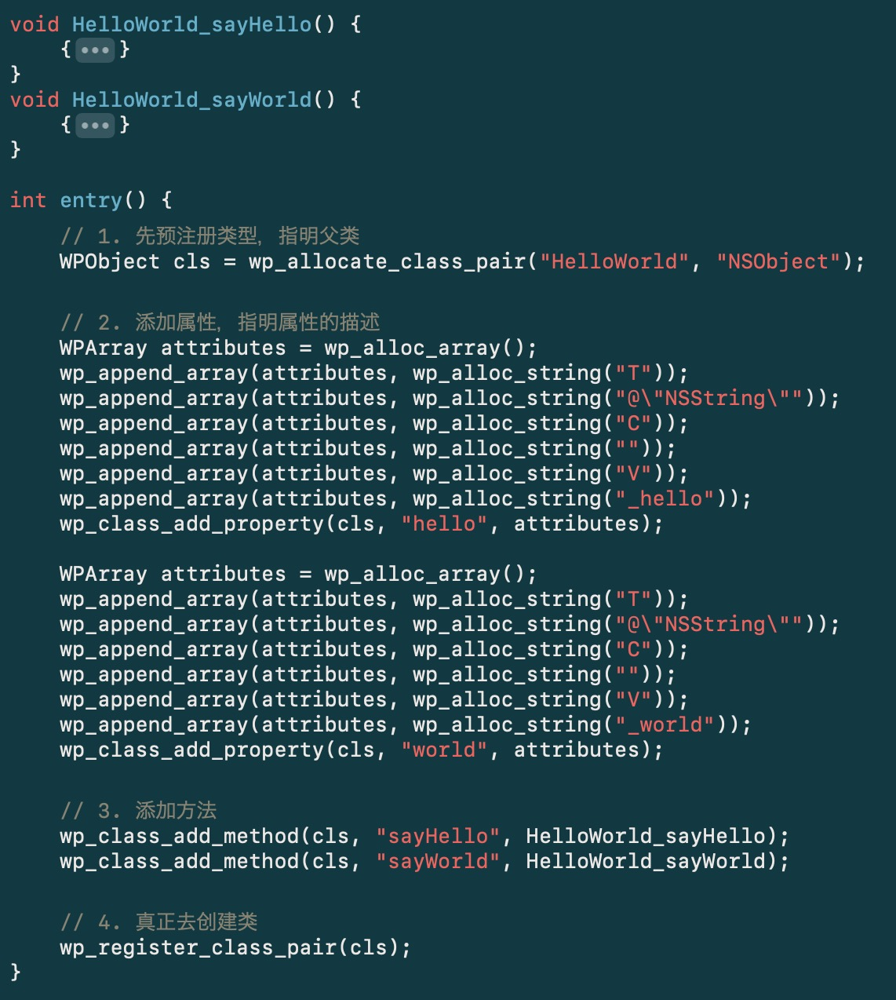 void HelloWorld_sayHello() {
    {•••}
}
void HelloWorld_sayWorld() {
    {•••}
}

int entry() {
    // 1. 先预注册类型，指明父类
    WPObject cls = wp_allocate_class_pair("HelloWorld", "NSObject");

    // 2. 添加属性，指明属性的描述
    WPArray attributes = wp_alloc_array();
    wp_append_array(attributes, wp_alloc_string("T"));
    wp_append_array(attributes, wp_alloc_string("@\"NSString\""));
    wp_append_array(attributes, wp_alloc_string("C"));
    wp_append_array(attributes, wp_alloc_string(""));
    wp_append_array(attributes, wp_alloc_string("V"));
    wp_append_array(attributes, wp_alloc_string("_hello"));
    wp_class_add_property(cls, "hello", attributes);

    WPArray attributes = wp_alloc_array();
    wp_append_array(attributes, wp_alloc_string("T"));
    wp_append_array(attributes, wp_alloc_string("@\"NSString\""));
    wp_append_array(attributes, wp_alloc_string("C"));
    wp_append_array(attributes, wp_alloc_string(""));
    wp_append_array(attributes, wp_alloc_string("V"));
    wp_append_array(attributes, wp_alloc_string("_world"));
    wp_class_add_property(cls, "world", attributes);

    // 3. 添加方法
    wp_class_add_method(cls, "sayHello", HelloWorld_sayHello);
    wp_class_add_method(cls, "sayWorld", HelloWorld_sayWorld);

    // 4. 真正去创建类
    wp_register_class_pair(cls);
}